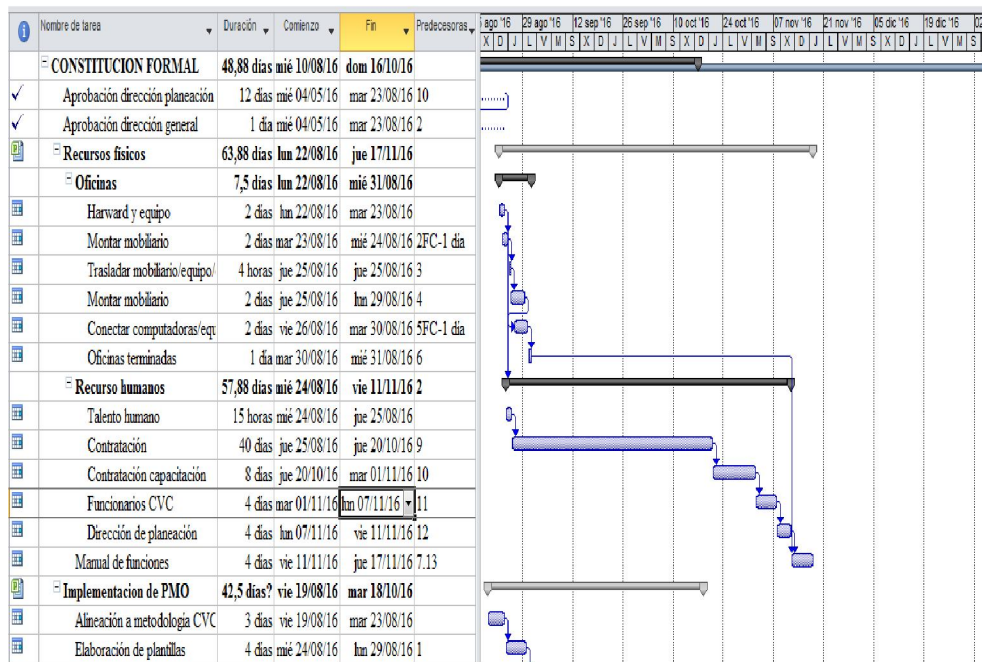 Nombre de tarea Duración Comienzo Fin Predecesoras ago '16 29 ago '16 12 sep '16 26 sep '16 10 oct '16 24 oct '16 07 nov '16 21 nov '16 05 dic '16 19 dic '16 02
X D J L V M S X D J L V M S X D J L V M S X D J L V M S X D J L V M S
CONSTITUCION FORMAL 48,88 días mié 10/08/16 dom 16/10/16
Aprobación dirección planeación 12 días mié 04/05/16 mar 23/08/16 10
Aprobación dirección general 1 día mié 04/05/16 mar 23/08/16 2
Recursos físicos 63,88 días lun 22/08/16 jue 17/11/16
Oficinas 7,5 días lun 22/08/16 mié 31/08/16
Harward y equipo 2 días lun 22/08/16 mar 23/08/16
Montar mobiliario 2 días mar 23/08/16 mié 24/08/16 2FC-1 día
Trasladar mobiliario/equipo/ 4 horas jue 25/08/16 jue 25/08/16 3
Montar mobiliario 2 días jue 25/08/16 lun 29/08/16 4
Conectar computadoras/equ 2 días vie 26/08/16 mar 30/08/16 5FC-1 día
Oficinas terminadas 1 día mar 30/08/16 mié 31/08/16 6
Recurso humanos 57,88 días mié 24/08/16 vie 11/11/16 2
Talento humano 15 horas mié 24/08/16 jue 25/08/16
Contratación 40 días jue 25/08/16 jue 20/10/16 9
Contratación capacitación 8 días jue 20/10/16 mar 01/11/16 10
Funcionarios CVC 4 días mar 01/11/16 lun 07/11/16 11
Dirección de planeación 4 días lun 07/11/16 vie 11/11/16 12
Manual de funciones 4 días vie 11/11/16 jue 17/11/16 7.13
Implementacion de PMO 42,5 días? vie 19/08/16 mar 18/10/16
Alineación a metodología CVC 3 días vie 19/08/16 mar 23/08/16
Elaboración de plantillas 4 días mié 24/08/16 lun 29/08/16 1